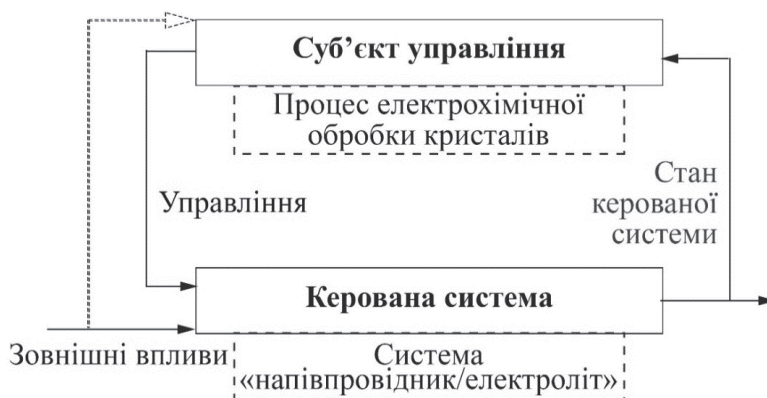 Суб’єкт управління
Процес електрохімічної
обробки кристалів
Управління
Стан
керованої
системи
Керована система
Зовнішні впливи
Система
«напівпровідник/електроліт»